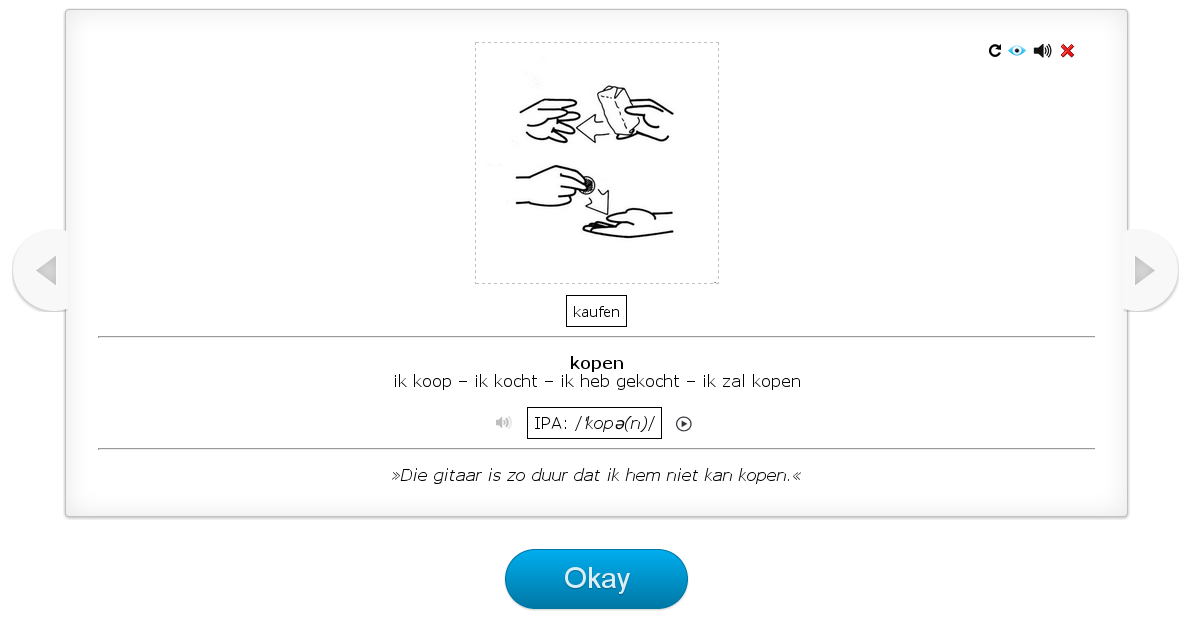 kaufen
kopen
ik koop – ik kocht – ik heb gekocht – ik zal kopen
IPA: /'kopə(n)/
»Die gitaar is zo duur dat ik hem niet kan kopen.«
Okay